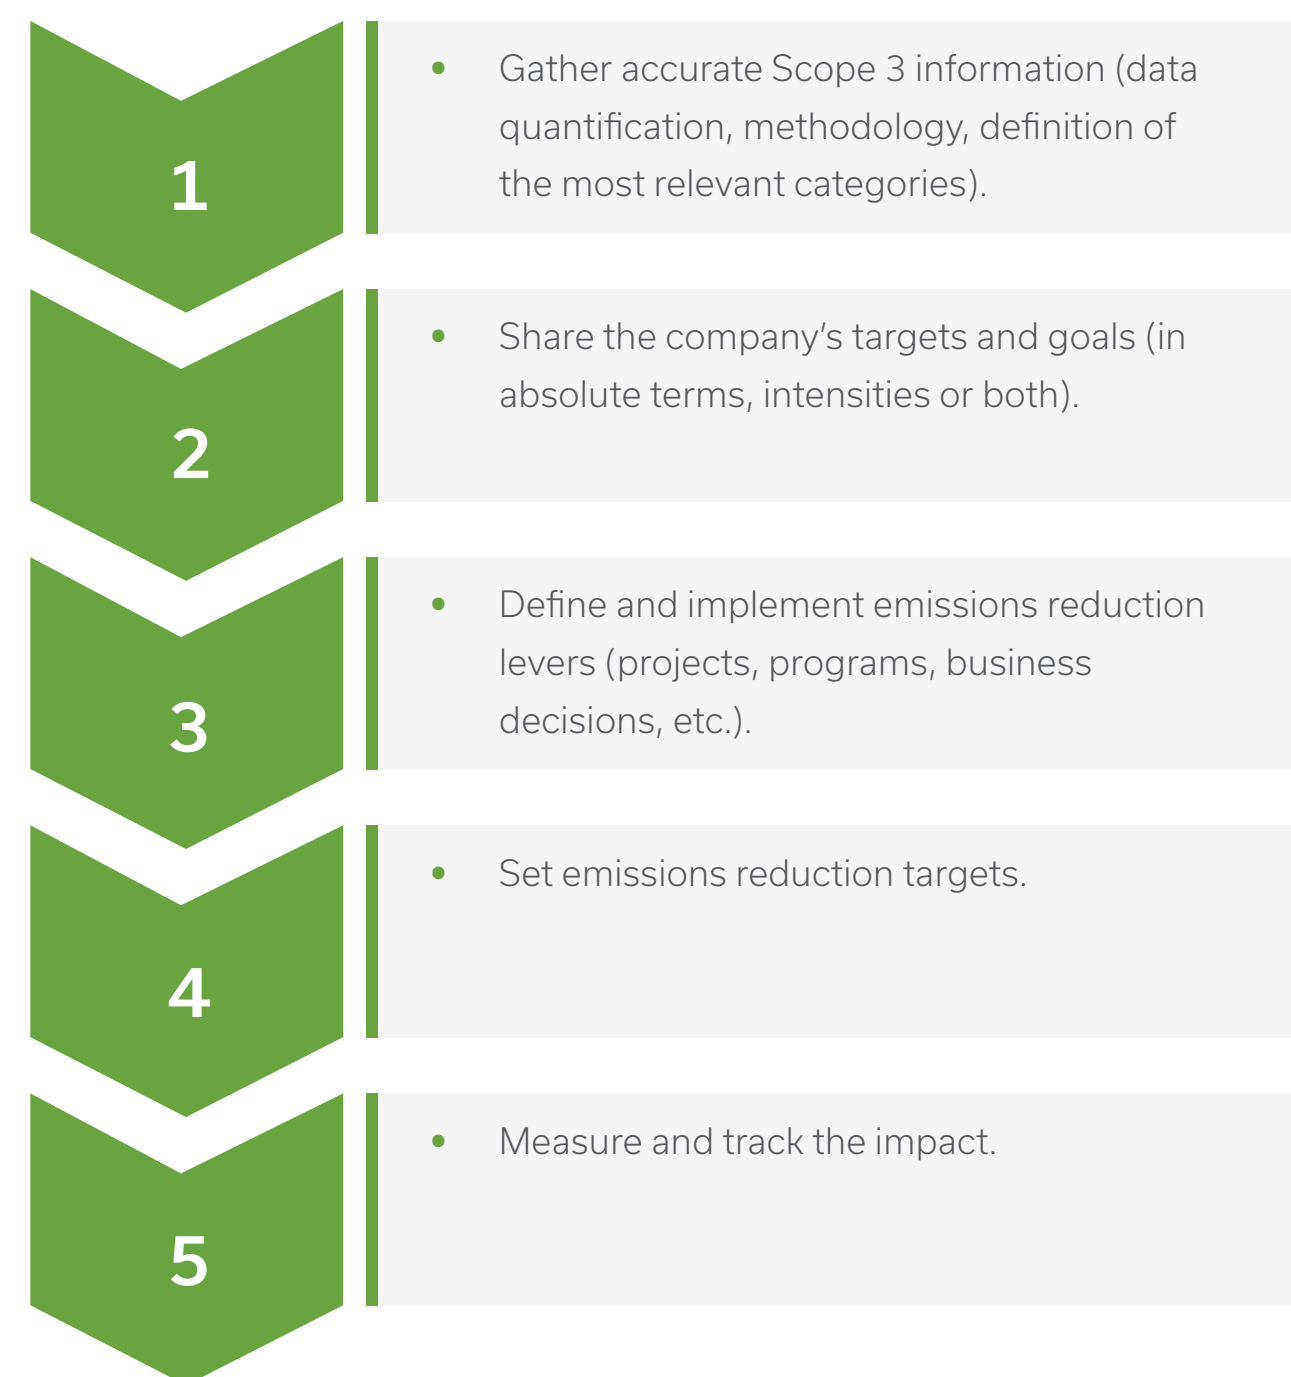 1
• Gather accurate Scope 3 information (data
quantification, methodology, definition of
the most relevant categories).
2
• Share the company’s targets and goals (in
absolute terms, intensities or both).
3
• Define and implement emissions reduction
levers (projects, programs, business
decisions, etc.).
4
• Set emissions reduction targets.
5
• Measure and track the impact.